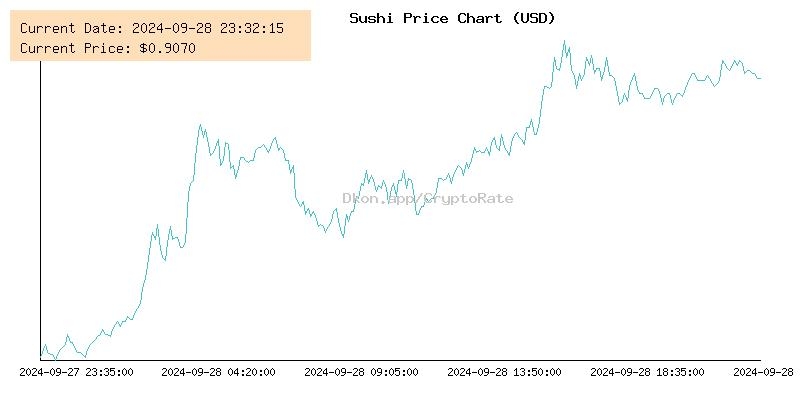 Sushi Price Chart (USD)
Current Date: 2024-09-28 23:32:15
Current Price: $0.9070
Dkon.app/CryptoRate
2024-09-27 23:35:00 2024-09-28 04:20:00 2024-09-28 09:05:00 2024-09-28 13:50:00 2024-09-28 18:35:00 2024-09-28